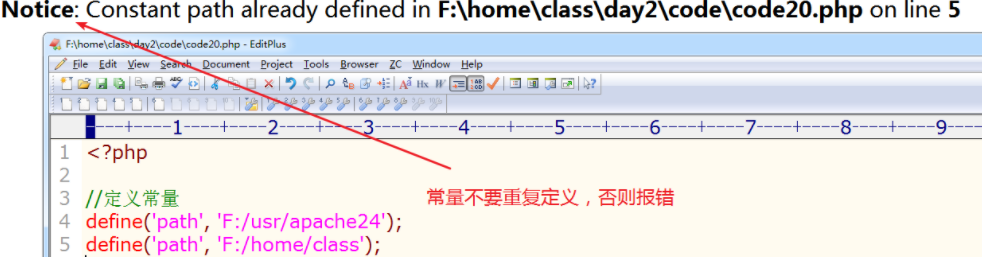 Notice: Constant path already defined in F:\home\class\day2\code\code20.php on line 5
F:\home\class\day2\code\code20.php - EditPlus
File Edit View Search Document Project Tools Browser ZC Window Help
----+----1----+----2----+----3----+----4----+----5----+----6----+----7----+----8----+----9----
1 <?php
2
3 //定义常量
常量不要重复定义，否则报错
4 define('path', 'F:/usr/apache24');
5 define('path', 'F:/home/class');